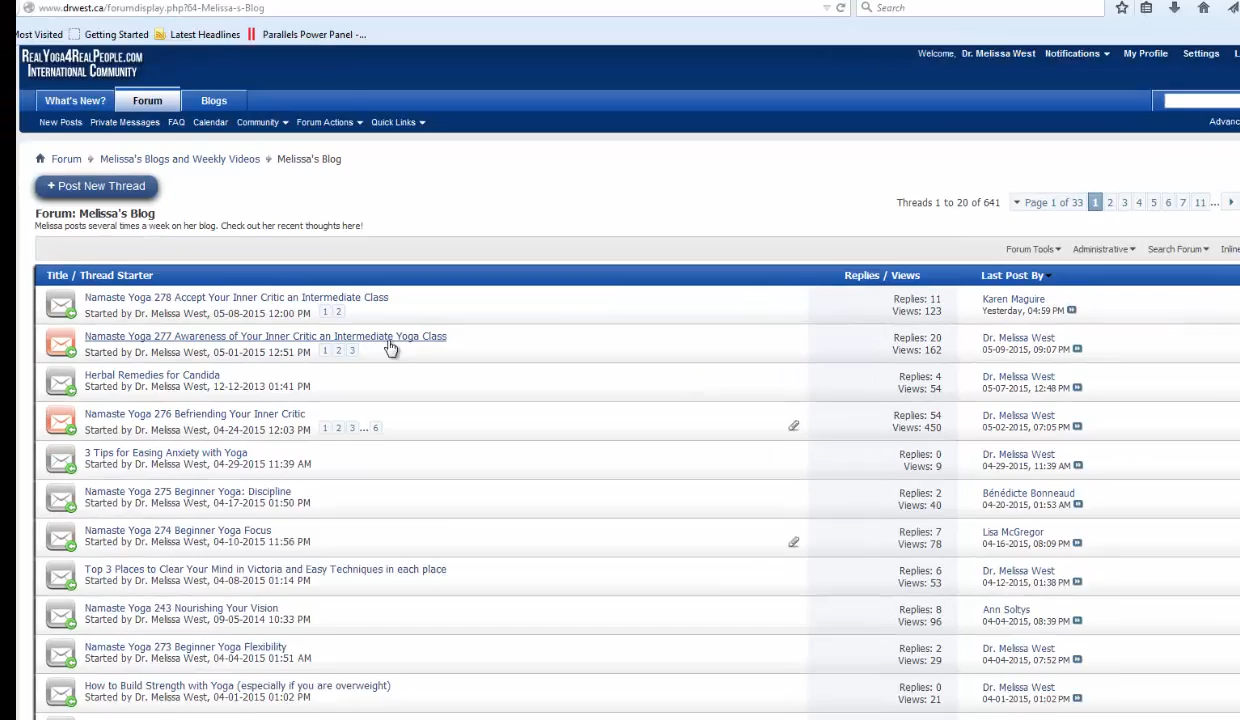 www.drwest.ca/forumdisplay.php?64-Melissa-s-Blog
Search
Most Visited Getting Started Latest Headlines Parallels Power Panel -...
REALYOGA4REALPEOPLE.COM
INTERNATIONAL COMMUNITY
Welcome, Dr. Melissa West Notifications My Profile Settings L
What's New? Forum Blogs
New Posts Private Messages FAQ Calendar Community Forum Actions Quick Links
Advanc
Forum Melissa's Blogs and Weekly Videos Melissa's Blog
+ Post New Thread
Threads 1 to 20 of 641 Page 1 of 33 1 2 3 4 5 6 7 11 ...
Forum: Melissa's Blog
Melissa posts several times a week on her blog. Check out her recent thoughts here!
Forum Tools Administrative Search Forum Inline
Title / Thread Starter Replies / Views Last Post By
Namaste Yoga 278 Accept Your Inner Critic an Intermediate Class
Started by Dr. Melissa West, 05-08-2015 12:00 PM 1 2
Replies: 11
Views: 123
Karen Maguire
Yesterday, 04:59 PM
Namaste Yoga 277 Awareness of Your Inner Critic an Intermediate Yoga Class
Started by Dr. Melissa West, 05-01-2015 12:51 PM 1 2 3
Replies: 20
Views: 162
Dr. Melissa West
05-09-2015, 09:07 PM
Herbal Remedies for Candida
Started by Dr. Melissa West, 12-12-2013 01:41 PM
Replies: 4
Views: 54
Dr. Melissa West
05-07-2015, 12:48 PM
Namaste Yoga 276 Befriending Your Inner Critic
Started by Dr. Melissa West, 04-24-2015 12:03 PM 1 2 3 ... 6
Replies: 54
Views: 450
Dr. Melissa West
05-02-2015, 07:05 PM
3 Tips for Easing Anxiety with Yoga
Started by Dr. Melissa West, 04-29-2015 11:39 AM
Replies: 0
Views: 9
Dr. Melissa West
04-29-2015, 11:39 AM
Namaste Yoga 275 Beginner Yoga: Discipline
Started by Dr. Melissa West, 04-17-2015 01:50 PM
Replies: 2
Views: 40
Bénédicte Bonneaud
04-20-2015, 01:53 AM
Namaste Yoga 274 Beginner Yoga Focus
Started by Dr. Melissa West, 04-10-2015 11:56 PM
Replies: 7
Views: 78
Lisa McGregor
04-16-2015, 08:09 PM
Top 3 Places to Clear Your Mind in Victoria and Easy Techniques in each place
Started by Dr. Melissa West, 04-08-2015 01:14 PM
Replies: 6
Views: 53
Dr. Melissa West
04-12-2015, 01:38 PM
Namaste Yoga 243 Nourishing Your Vision
Started by Dr. Melissa West, 09-05-2014 10:33 PM
Replies: 8
Views: 96
Ann Soltys
04-04-2015, 08:39 PM
Namaste Yoga 273 Beginner Yoga Flexibility
Started by Dr. Melissa West, 04-04-2015 01:51 AM
Replies: 2
Views: 29
Dr. Melissa West
04-04-2015, 07:52 PM
How to Build Strength with Yoga (especially if you are overweight)
Started by Dr. Melissa West, 04-01-2015 01:02 PM
Replies: 0
Views: 21
Dr. Melissa West
04-01-2015, 01:02 PM